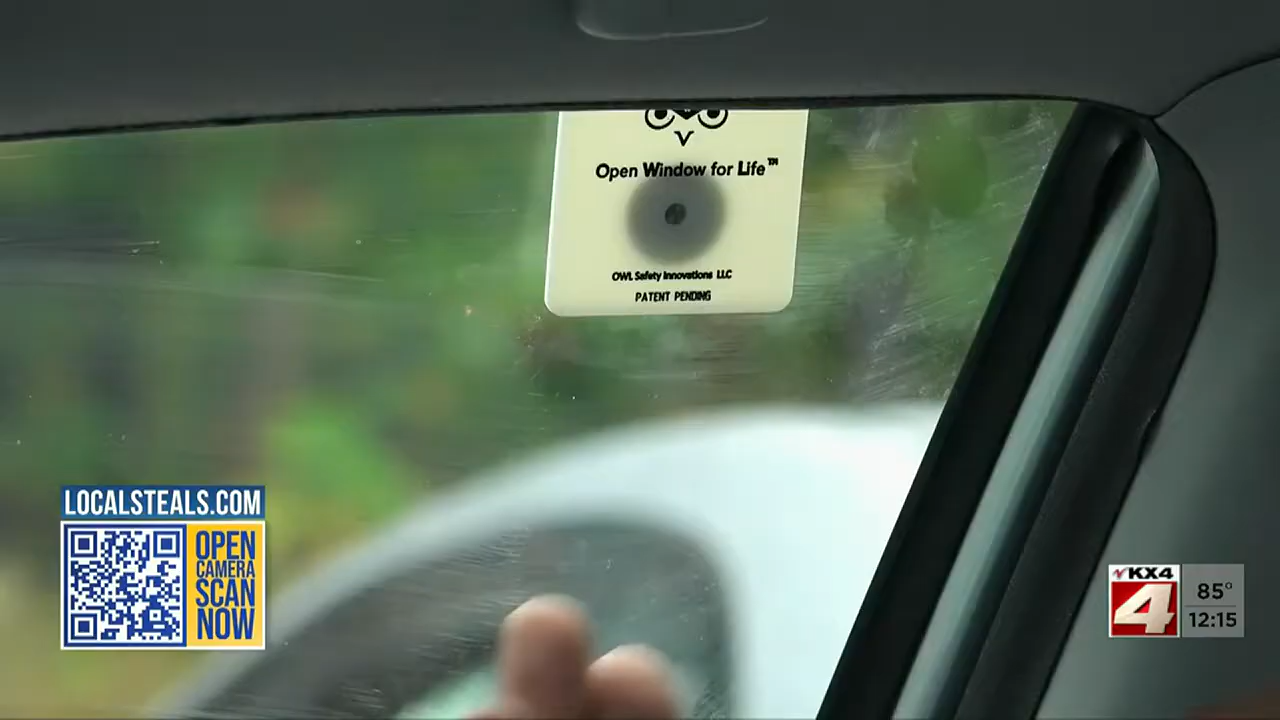 Open Window for Life™
OWL Safety Innovations LLC
PATENT PENDING
LOCALSTEALS.COM
OPEN
CAMERA
SCAN
NOW
KX4
4
85°
12:15